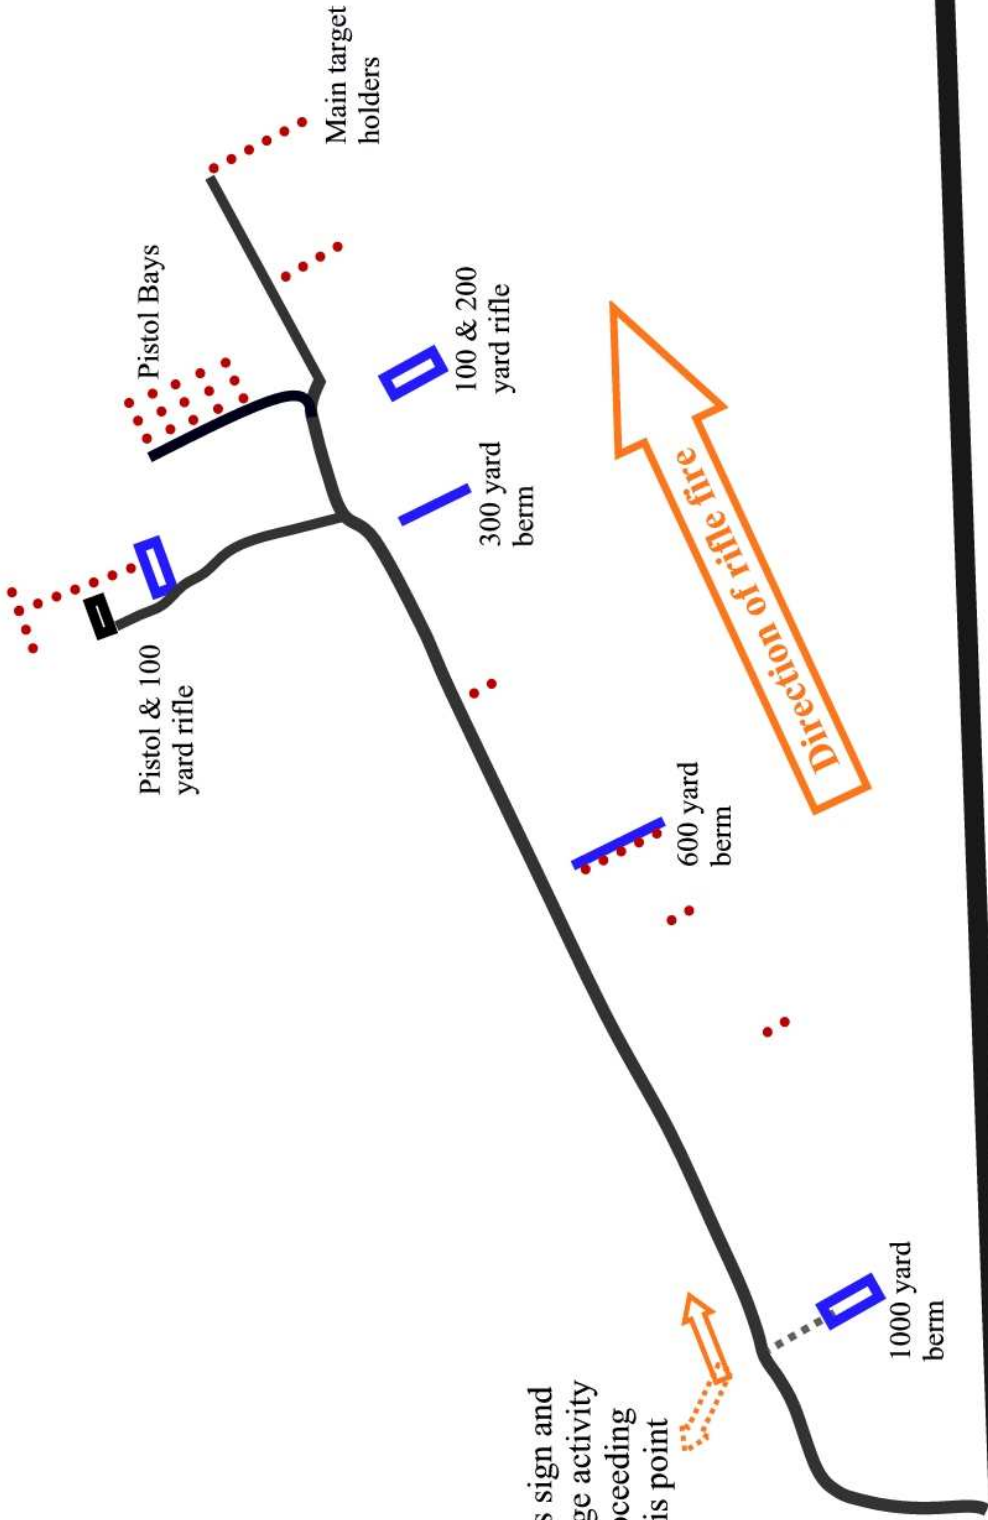 Main target
holders
Pistol Bays
100 & 200
yard rifle
300 yard
berm
Pistol & 100
yard rifle
Direction of rifle fire
600 yard
berm
1000 yard
berm
s sign and
ge activity
oceeding
is point